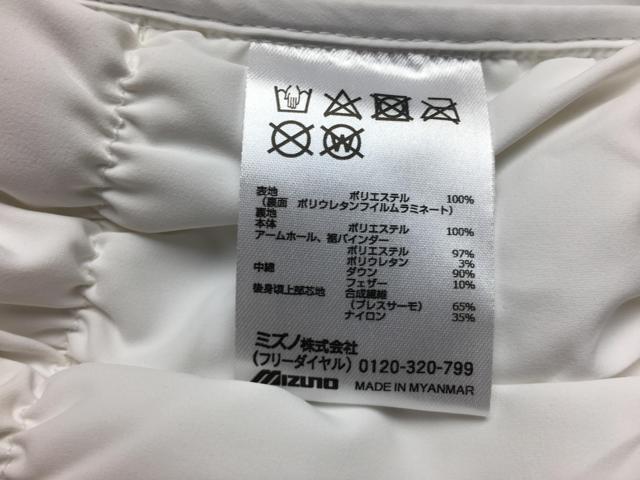 W
表地 ポリエステル 100%
(裏面 ポリウレタンフイルムラミネート)
裏地
本体 ポリエステル 100%
アームホール、裾バインダー
ポリエステル 97%
ポリウレタン 3%
中綿 ダウン 90%
フェザー 10%
後身頃上部芯地 合成繊維
(ブレスサーモ) 65%
ナイロン 35%
ミズノ株式会社
(フリーダイヤル) 0120-320-799
MIZUNO MADE IN MYANMAR